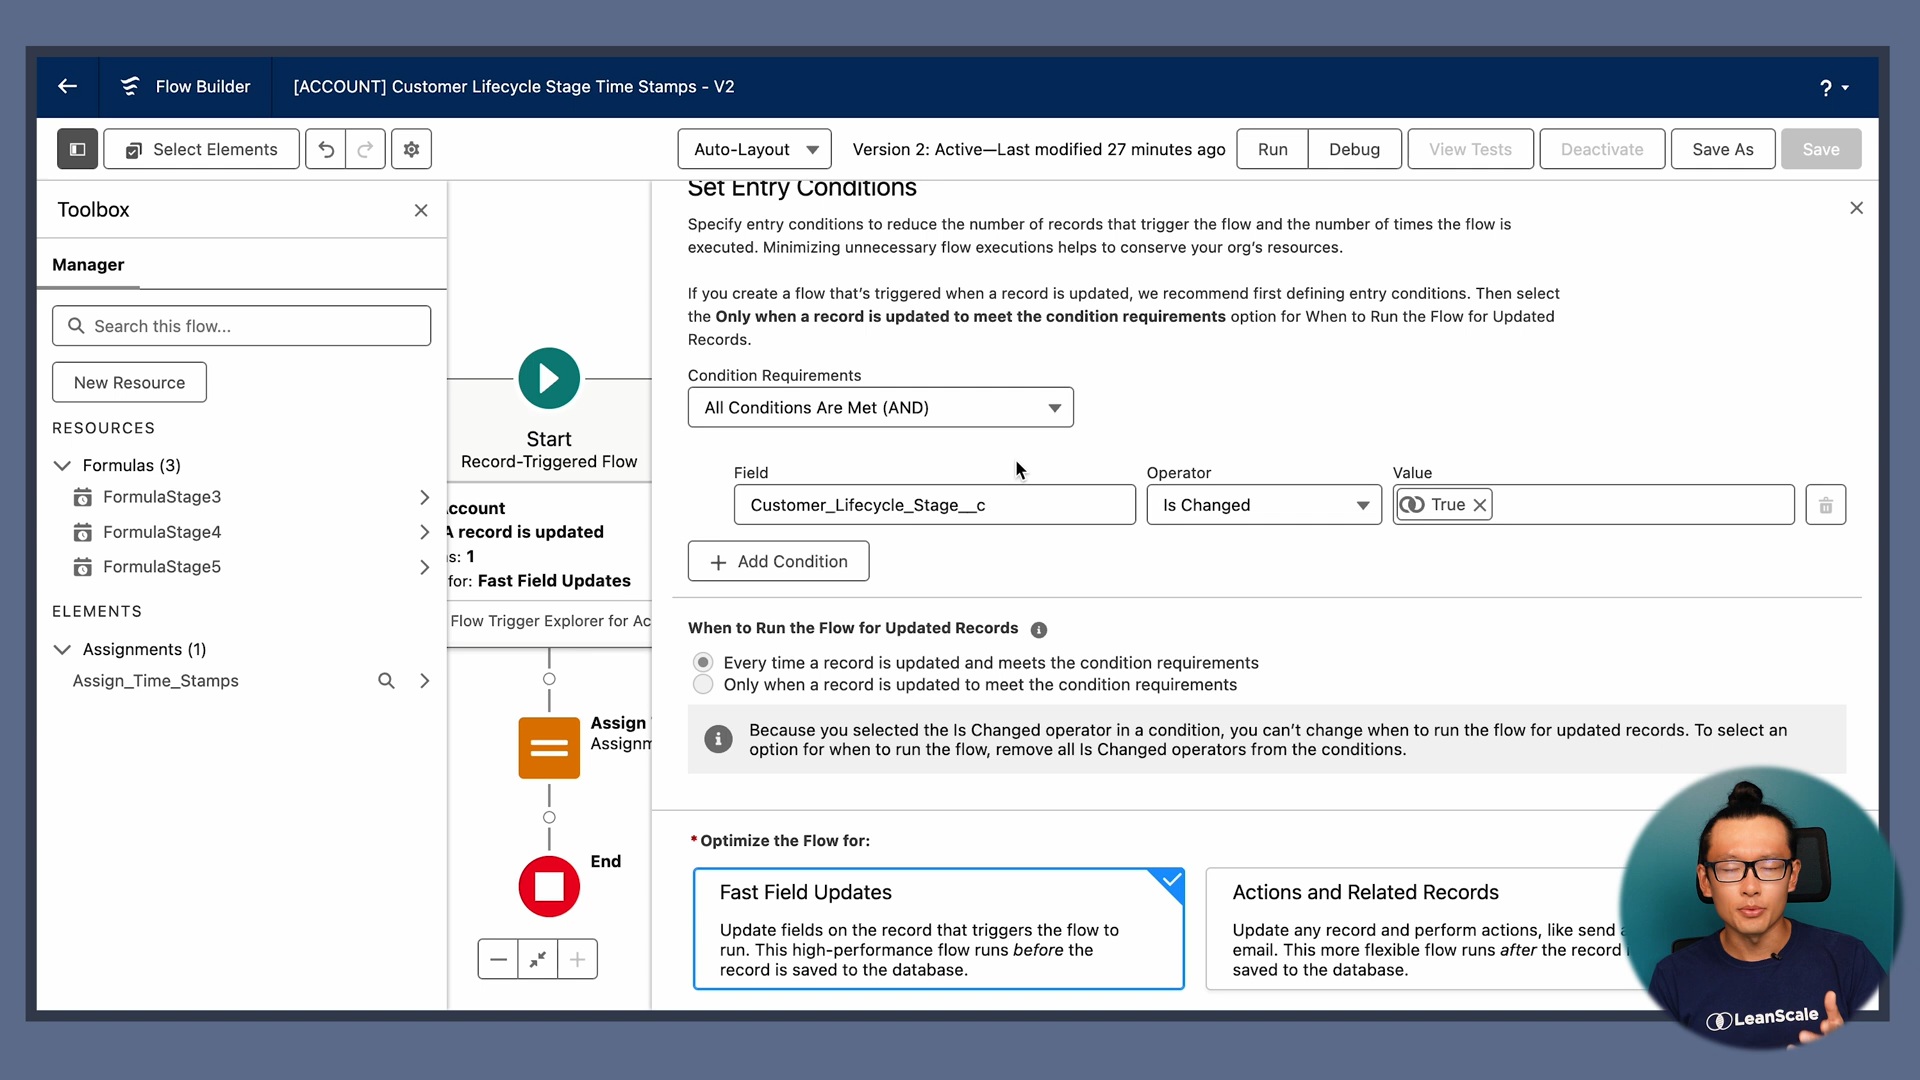 Flow Builder
[ACCOUNT] Customer Lifecycle Stage Time Stamps - V2
?
Select Elements
Auto-Layout
Version 2: Active—Last modified 27 minutes ago
Run
Debug
View Tests
Deactivate
Save As
Save
Toolbox
Manager
Search this flow...
New Resource
RESOURCES
Formulas (3)
FormulaStage3
FormulaStage4
FormulaStage5
ELEMENTS
Assignments (1)
Assign_Time_Stamps
Start
Record-Triggered Flow
ccount
A record is updated
s: 1
for: Fast Field Updates
Flow Trigger Explorer for Ac
Assign
Assignm
End
Set Entry Conditions
Specify entry conditions to reduce the number of records that trigger the flow and the number of times the flow is
executed. Minimizing unnecessary flow executions helps to conserve your org's resources.
If you create a flow that's triggered when a record is updated, we recommend first defining entry conditions. Then select
the Only when a record is updated to meet the condition requirements option for When to Run the Flow for Updated
Records.
Condition Requirements
All Conditions Are Met (AND)
Field
Operator
Value
Customer_Lifecycle_Stage__c
Is Changed
True
Add Condition
When to Run the Flow for Updated Records
Every time a record is updated and meets the condition requirements
Only when a record is updated to meet the condition requirements
Because you selected the Is Changed operator in a condition, you can't change when to run the flow for updated records. To select an
option for when to run the flow, remove all Is Changed operators from the conditions.
*Optimize the Flow for:
Fast Field Updates
Update fields on the record that triggers the flow to
run. This high-performance flow runs before the
record is saved to the database.
Actions and Related Records
Update any record and perform actions, like send a
email. This more flexible flow runs after the record
saved to the database.
LeanScale